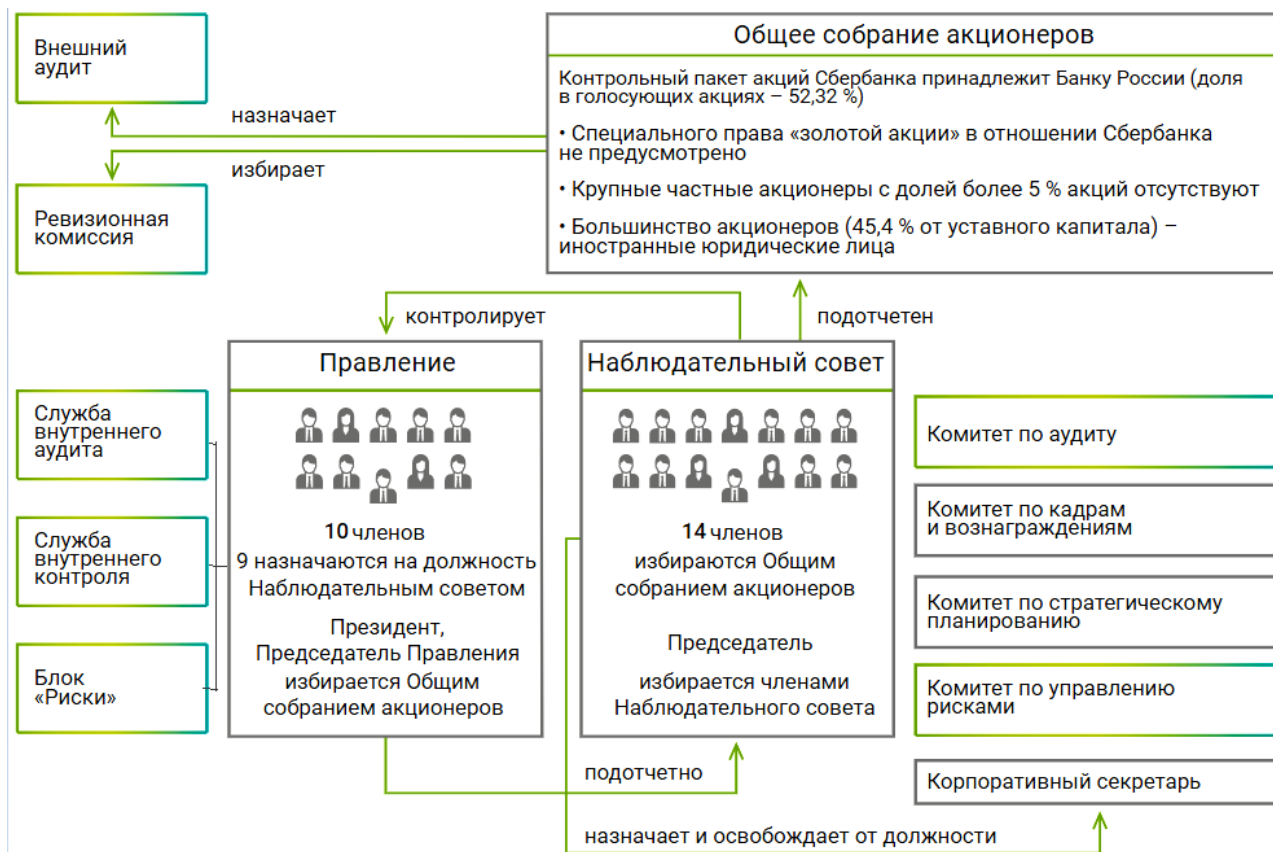 Внешний
аудит
назначает
избирает
Ревизионная
комиссия
Общее собрание акционеров
Контрольный пакет акций Сбербанка принадлежит Банку России (доля
в голосующих акциях – 52,32 %)
• Специального права «золотой акции» в отношении Сбербанка
не предусмотрено
• Крупные частные акционеры с долей более 5 % акций отсутствуют
• Большинство акционеров (45,4 % от уставного капитала) –
иностранные юридические лица
контролирует
подотчетен
Служба
внутреннего
аудита
Служба
внутреннего
контроля
Блок
«Риски»
Правление
10 членов
9 назначаются на должность
Наблюдательным советом
Президент,
Председатель Правления
избирается Общим
собранием акционеров
Наблюдательный совет
14 членов
избираются Общим
собранием акционеров
Председатель
избирается членами
Наблюдательного совета
Комитет по аудиту
Комитет по кадрам
и вознаграждениям
Комитет по стратегическому
планированию
Комитет по управлению
рисками
Корпоративный секретарь
подотчетно
назначает и освобождает от должности